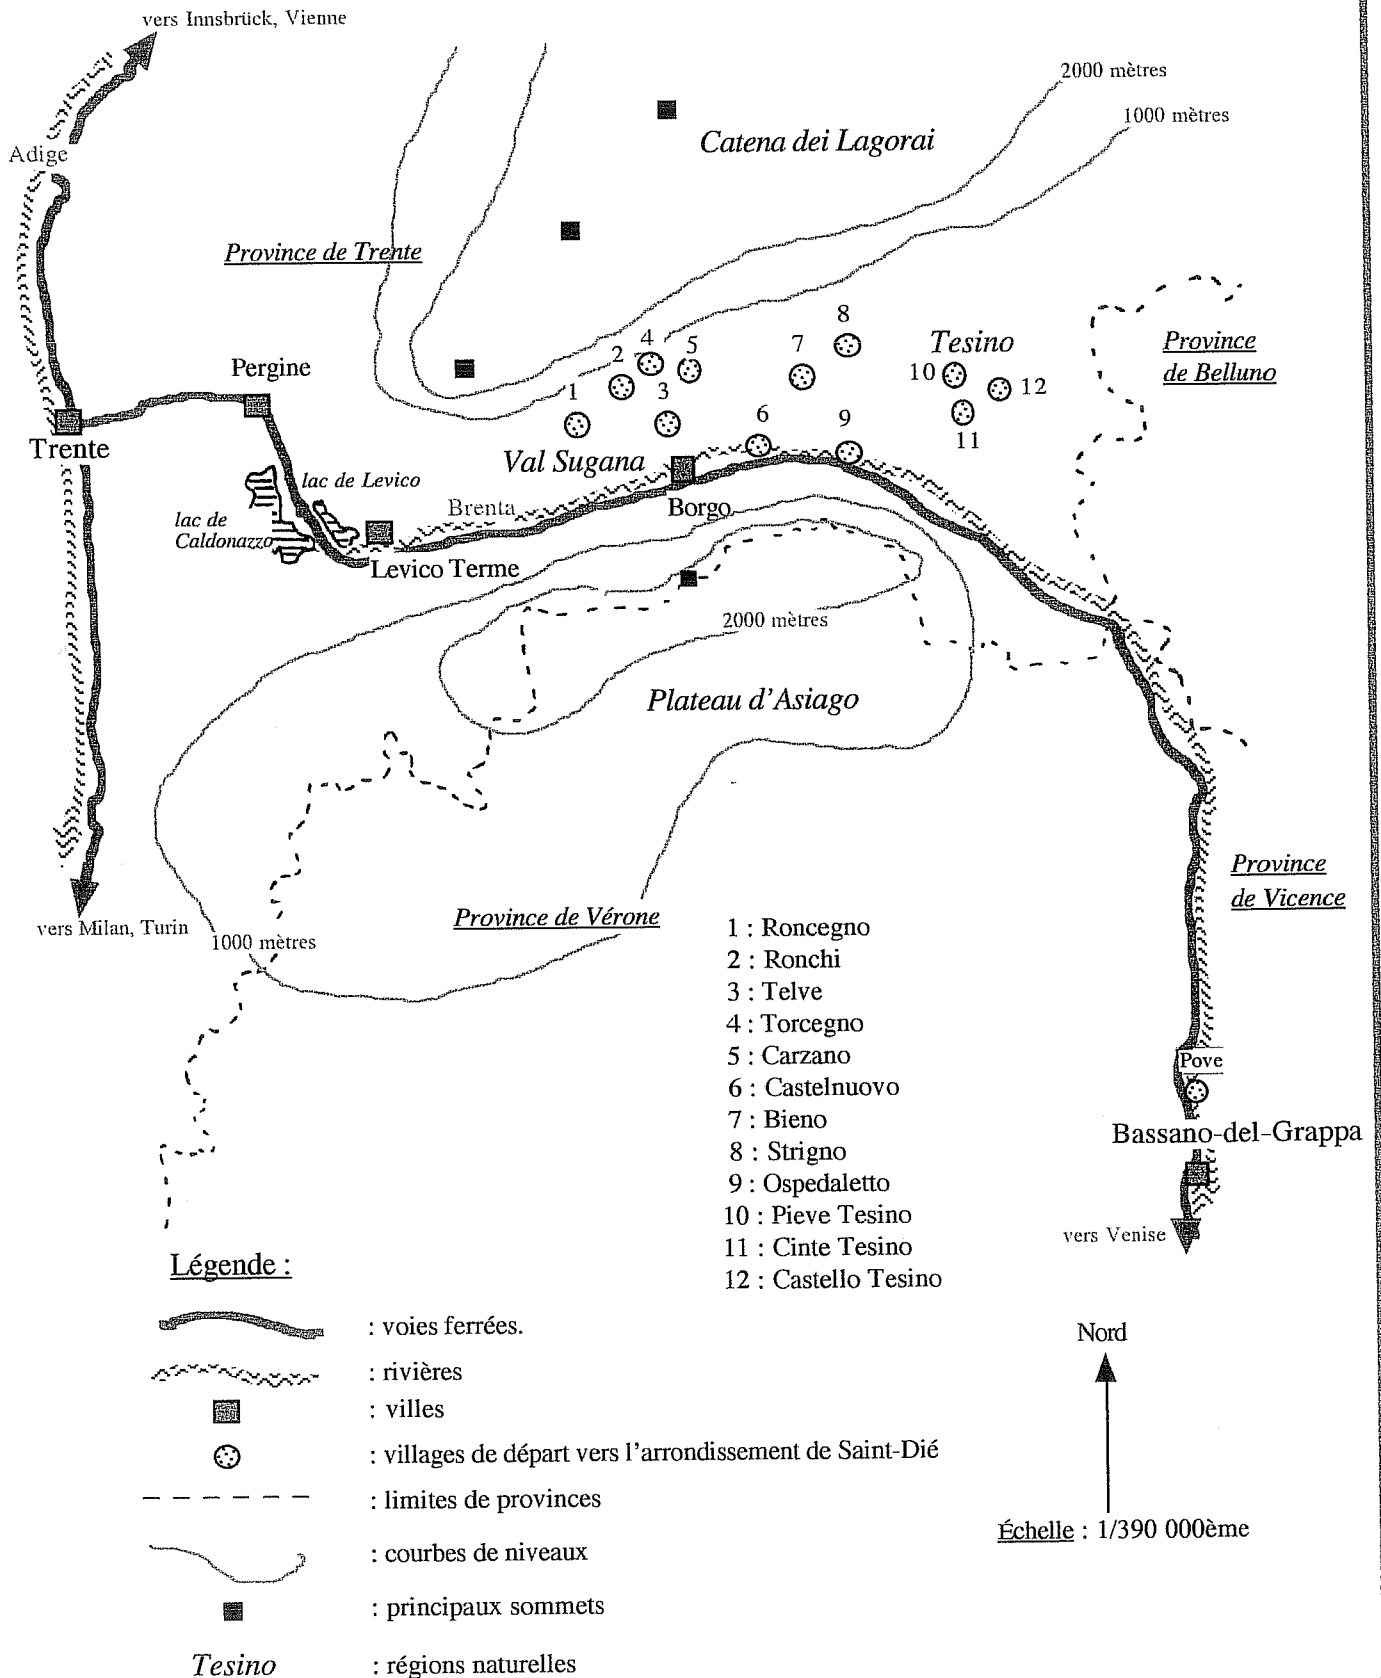 vers Innsbrück, Vienne
2000 mètres
1000 mètres
Catena dei Lagorai
Adige
Province de Trente
8
4
7
Tesino
Province
de Belluno
2
5
Pergine
10
12
1
3
6
9
11
Trente
Val Sugana
lac de Levico
Brenta
Borgo
lac de
Caldonazzo
Levico Terme
2000 mètres
Plateau d'Asiago
Province
de Vicence
Province de Vérone
vers Milan, Turin
1000 mètres
1 : Roncegno
2 : Ronchi
3 : Telve
4 : Torcegno
5 : Carzano
6 : Castelnuovo
7 : Bieno
8 : Strigno
9 : Ospedaletto
10 : Pieve Tesino
11 : Cinte Tesino
12 : Castello Tesino
Pove
Bassano-del-Grappa
vers Venise
Légende :
: voies ferrées.
: rivières
: villes
: villages de départ vers l'arrondissement de Saint-Dié
: limites de provinces
: courbes de niveaux
: principaux sommets
Tesino : régions naturelles
Nord
Échelle : 1/390 000ème